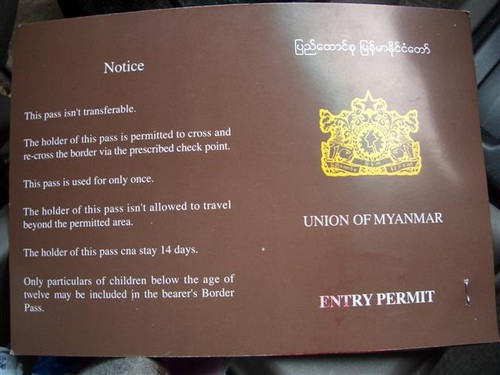 Notice
This pass isn't transferable.
The holder of this pass is permitted to cross and
re-cross the border via the prescribed check point.
This pass is used for only once.
The holder of this pass isn't allowed to travel
beyond the permitted area.
The holder of this pass cna stay 14 days.
Only particulars of children below the age of
twelve may be included in the bearer's Border
Pass.
ပြည်ထောင်စု မြန်မာနိုင်ငံတော်
UNION OF MYANMAR
ENTRY PERMIT